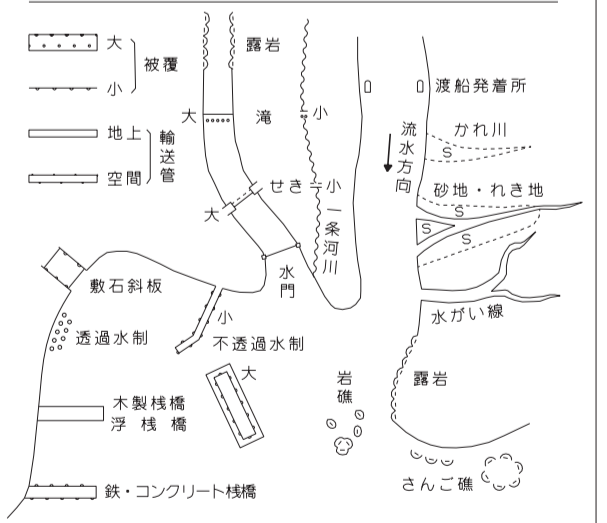 大
小
被覆
地上
空間
輸送管
露岩
大 滝 小
大 せき 小
一条河川
水門
渡船発着所
流水方向
かれ川
S
砂地・れき地
S
S
S
水がい線
敷石斜板
透過水制
小
不透過水制
大
木製桟橋
浮桟橋
鉄・コンクリート桟橋
岩礁
露岩
さんご礁